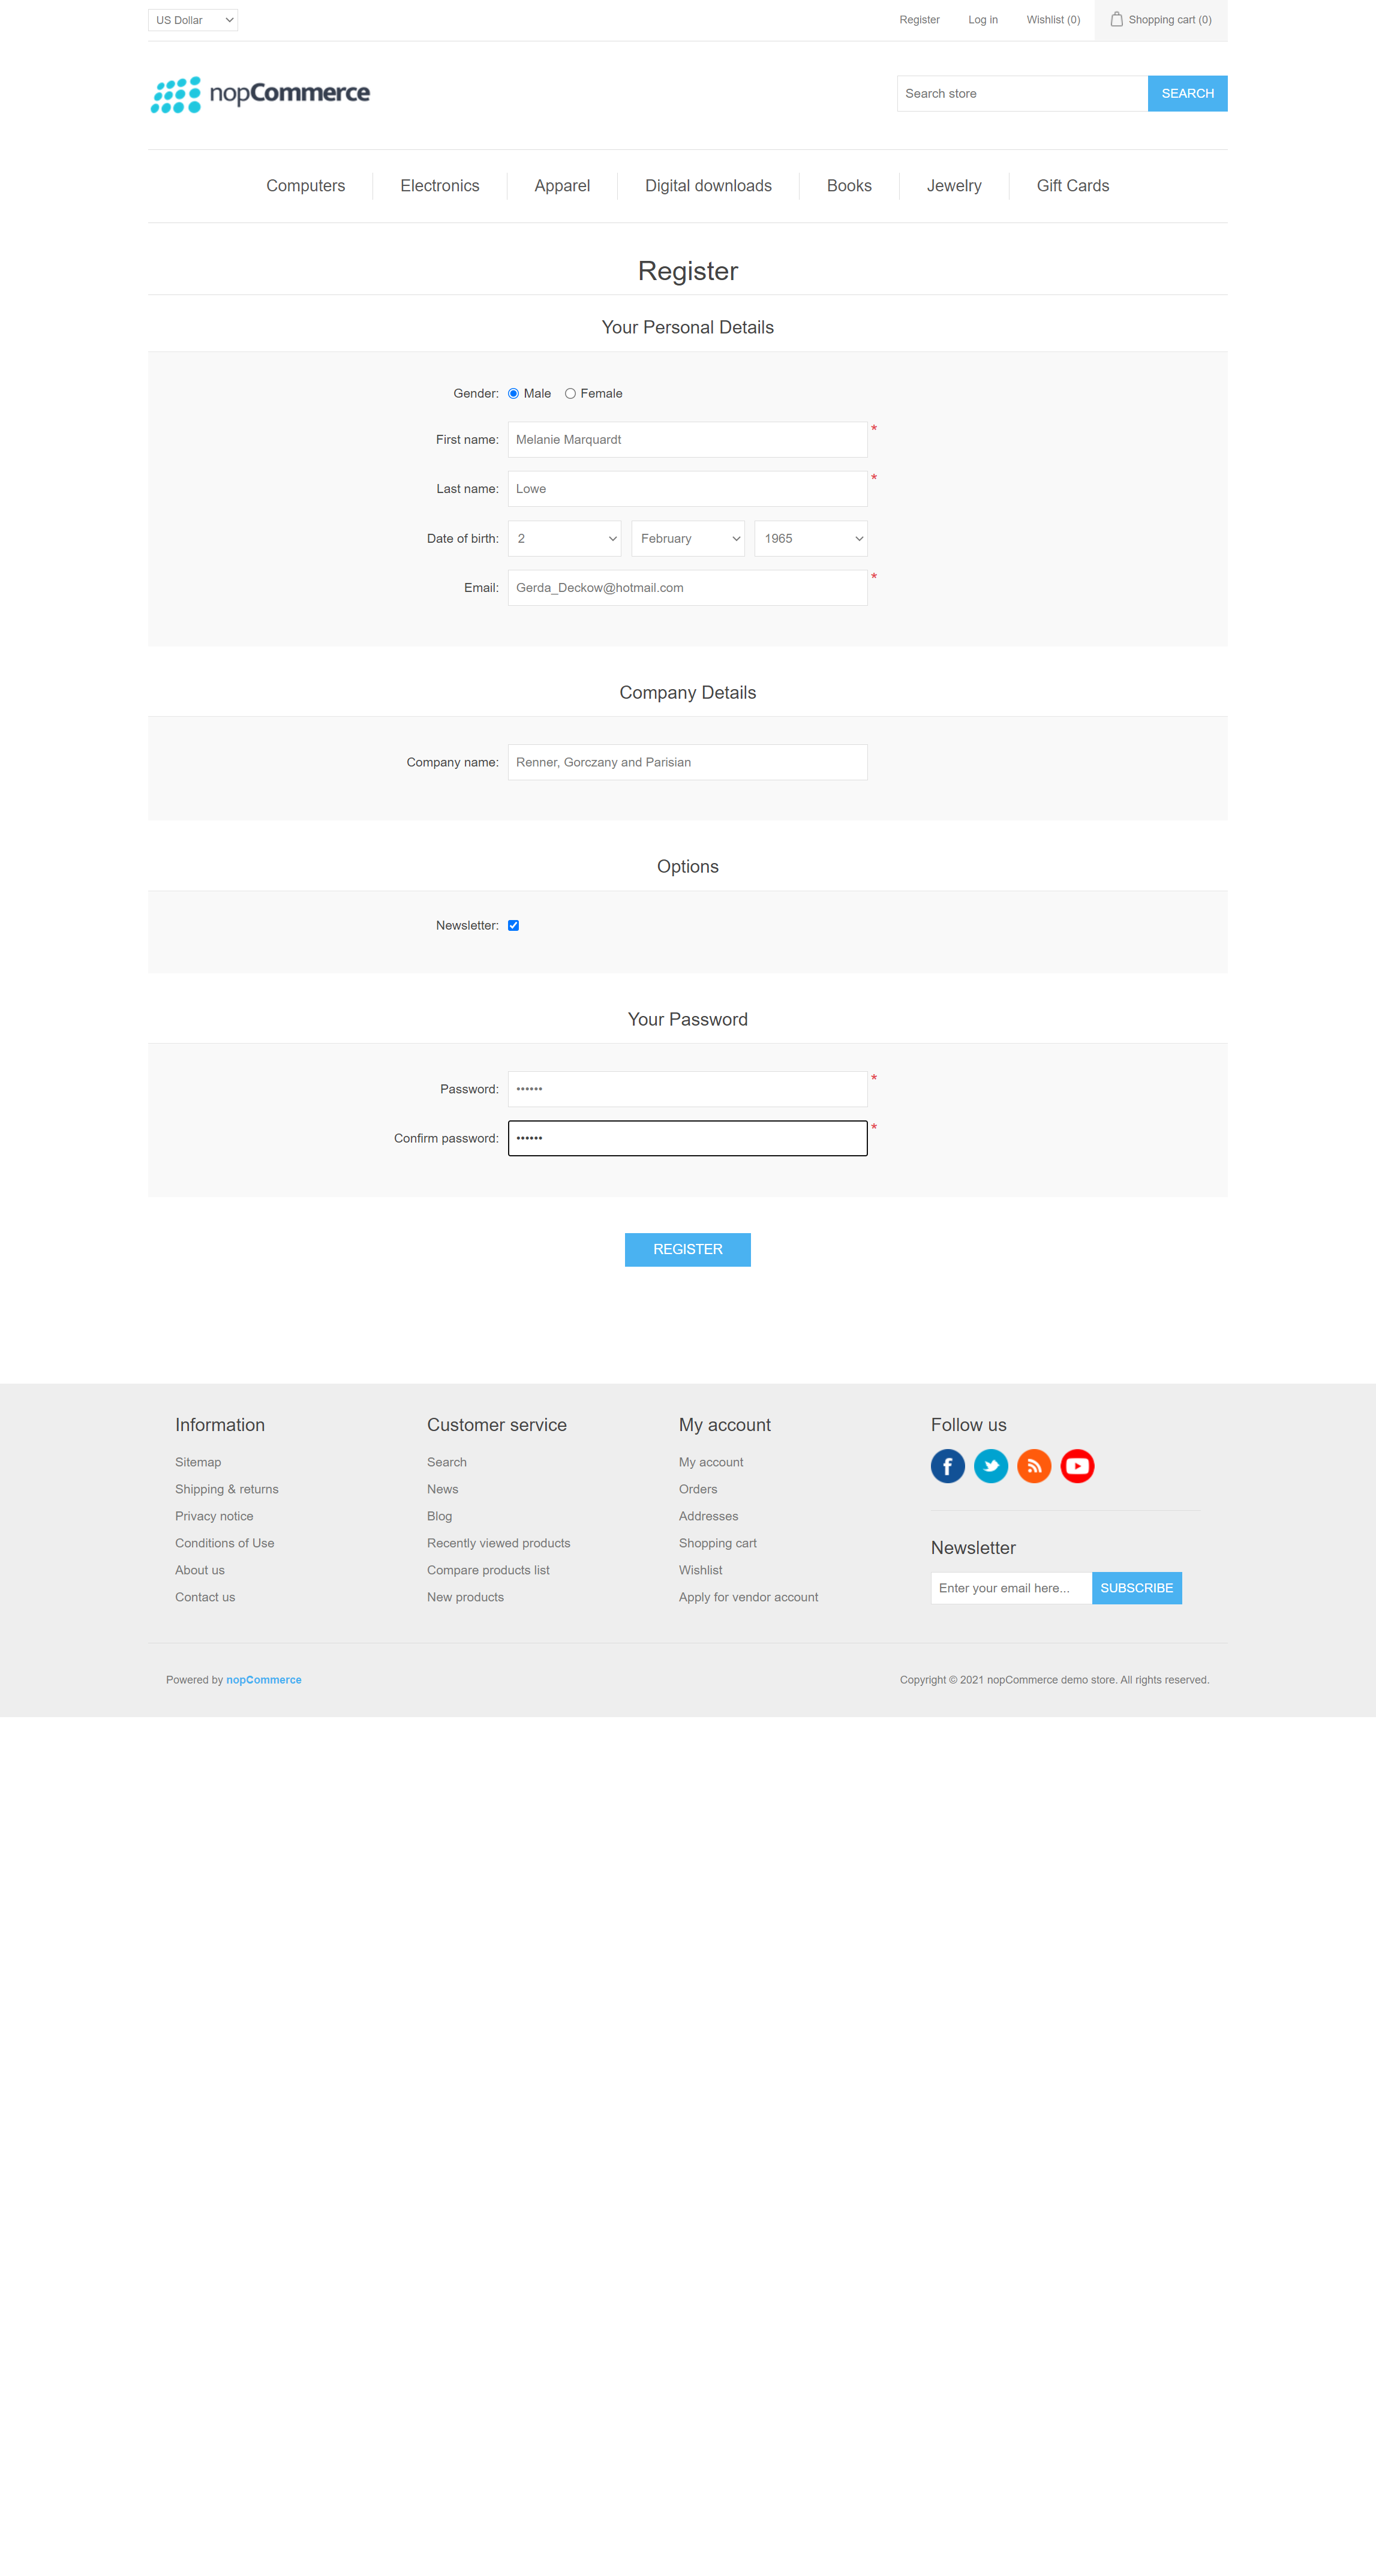 US Dollar
Register Log in Wishlist (0) Shopping cart (0)
nopCommerce
Search store SEARCH
Computers Electronics Apparel Digital downloads Books Jewelry Gift Cards
Register
Your Personal Details
Gender: Male Female
First name: Melanie Marquardt *
Last name: Lowe *
Date of birth: 2 February 1965
Email: Gerda_Deckow@hotmail.com *
Company Details
Company name: Renner, Gorczany and Parisian
Options
Newsletter:
Your Password
Password: •••••• *
Confirm password: •••••• *
REGISTER
Information
Sitemap
Shipping & returns
Privacy notice
Conditions of Use
About us
Contact us
Customer service
Search
News
Blog
Recently viewed products
Compare products list
New products
My account
My account
Orders
Addresses
Shopping cart
Wishlist
Apply for vendor account
Follow us
Newsletter
Enter your email here... SUBSCRIBE
Powered by nopCommerce
Copyright © 2021 nopCommerce demo store. All rights reserved.